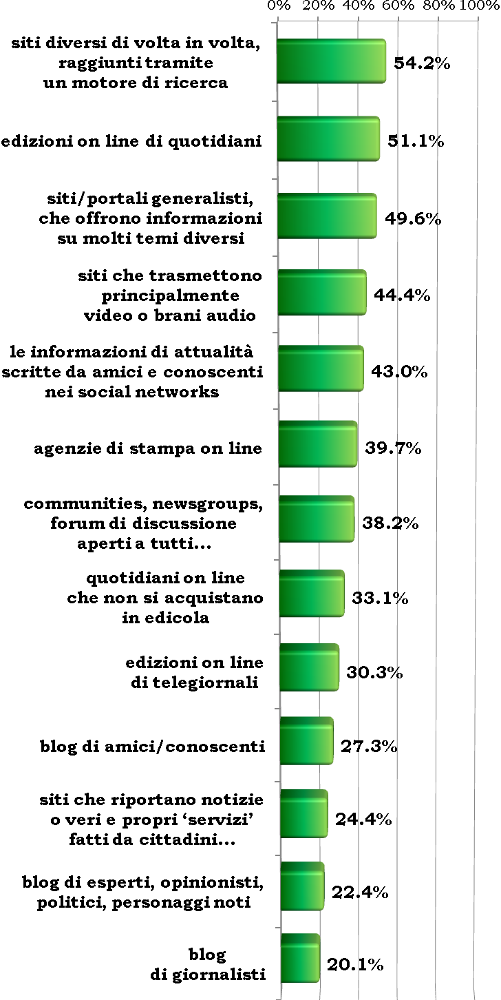 0% 20% 40% 60% 80% 100%
siti diversi di volta in volta,
raggiunti tramite
un motore di ricerca
54.2%
edizioni on line di quotidiani
51.1%
siti/portali generalisti,
che offrono informazioni
su molti temi diversi
49.6%
siti che trasmettono
principalmente
video o brani audio
44.4%
le informazioni di attualità
scritte da amici e conoscenti
nei social networks
43.0%
agenzie di stampa on line
39.7%
communities, newsgroups,
forum di discussione
aperti a tutti...
38.2%
quotidiani on line
che non si acquistano
in edicola
33.1%
edizioni on line
di telegiornali
30.3%
blog di amici/conoscenti
27.3%
siti che riportano notizie
o veri e propri ‘servizi’
fatti da cittadini...
24.4%
blog di esperti, opinionisti,
politici, personaggi noti
22.4%
blog
di giornalisti
20.1%